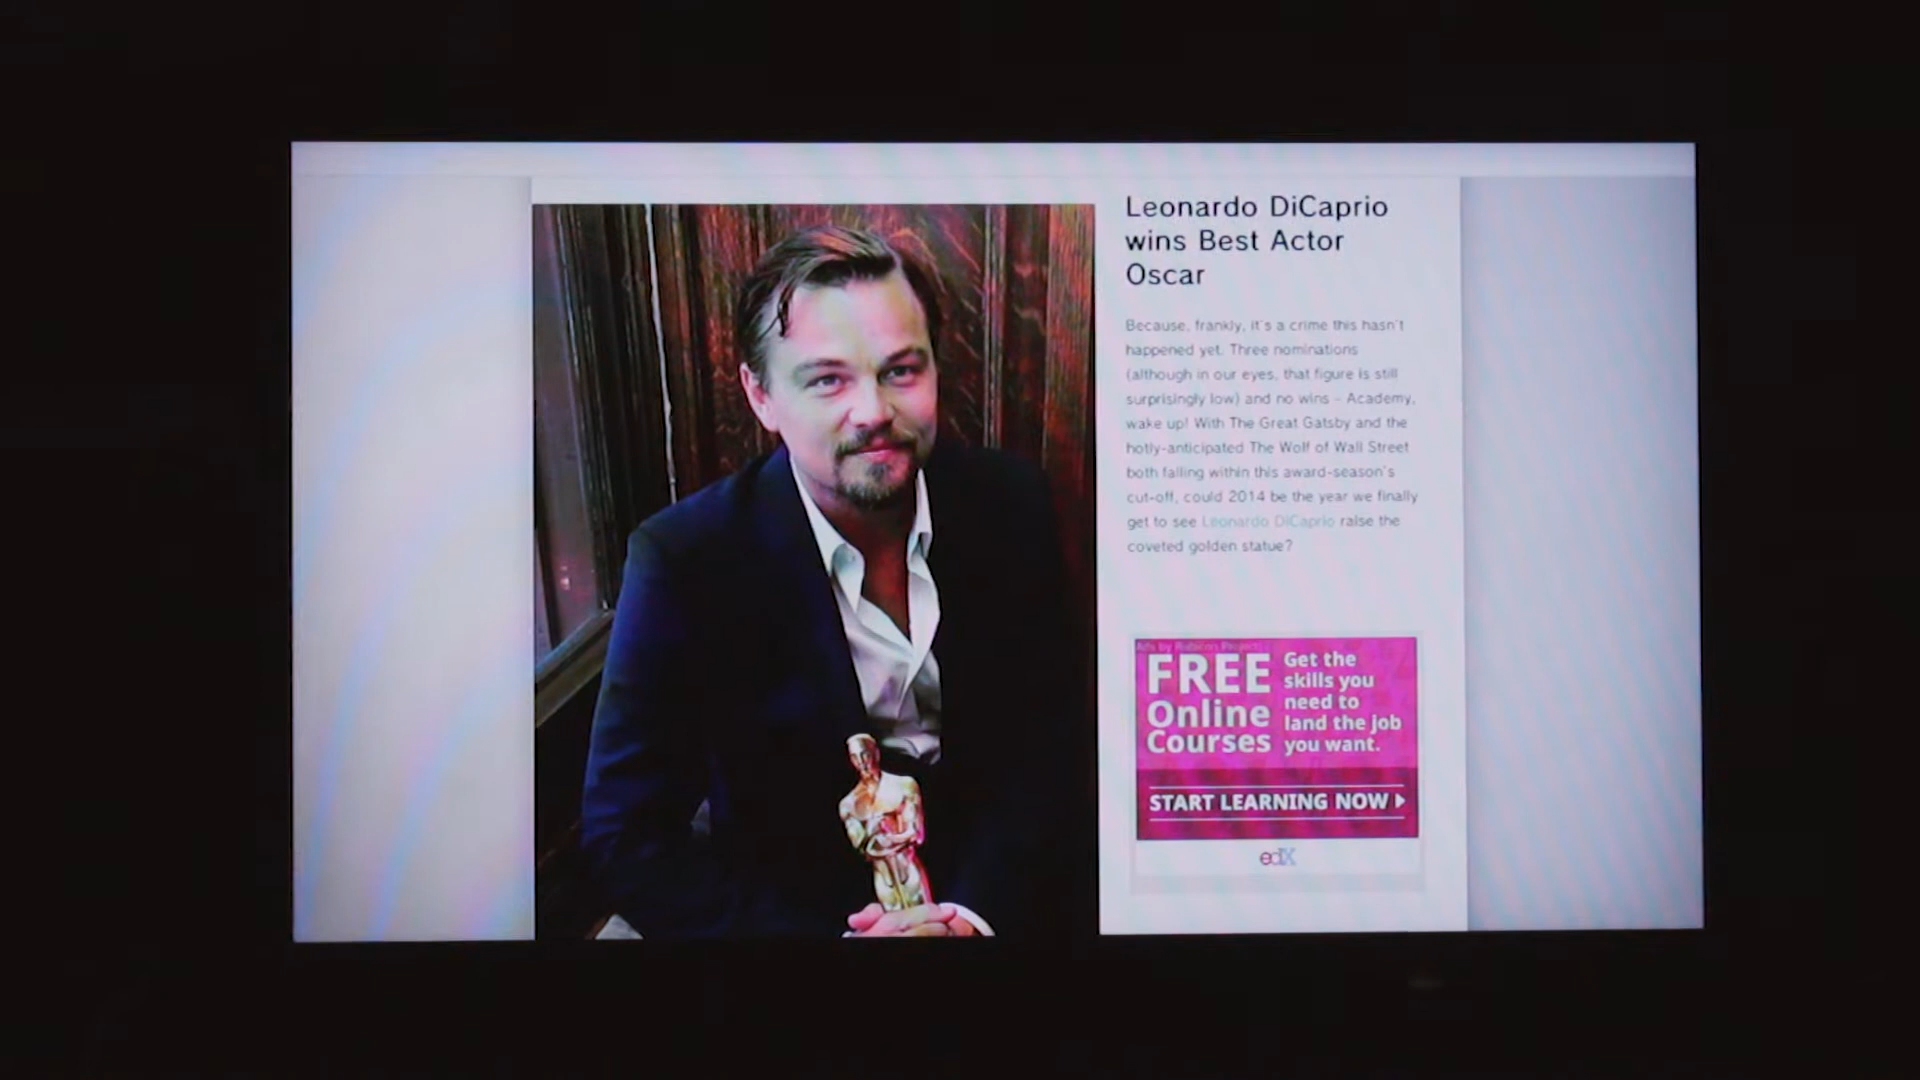 Leonardo DiCaprio
wins Best Actor
Oscar
Because, frankly, it's a crime this hasn't
happened yet. Three nominations
(although in our eyes, that figure is still
surprisingly low) and no wins - Academy,
wake up! With The Great Gatsby and the
hotly-anticipated The Wolf of Wall Street
both falling within this award-season's
cut-off, could 2014 be the year we finally
get to see Leonardo DiCaprio raise the
coveted golden statue?
Ads by Rubicon Project
FREE
Online
Courses
Get the
skills you
need to
land the job
you want.
START LEARNING NOW
edX